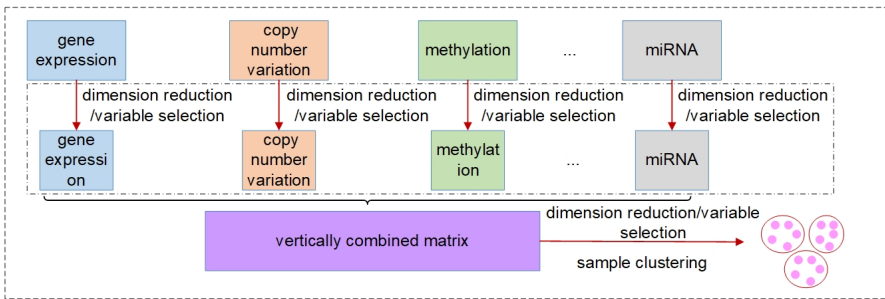 gene
expression
copy
number
variation
methylation
...
miRNA
dimension reduction
/variable selection
dimension reduction
/variable selection
dimension reduction
/variable selection
dimension reduction
/variable selection
gene
expressi
on
copy
number
variation
methylat
ion
...
miRNA
vertically combined matrix
dimension reduction/variable
selection
sample clustering